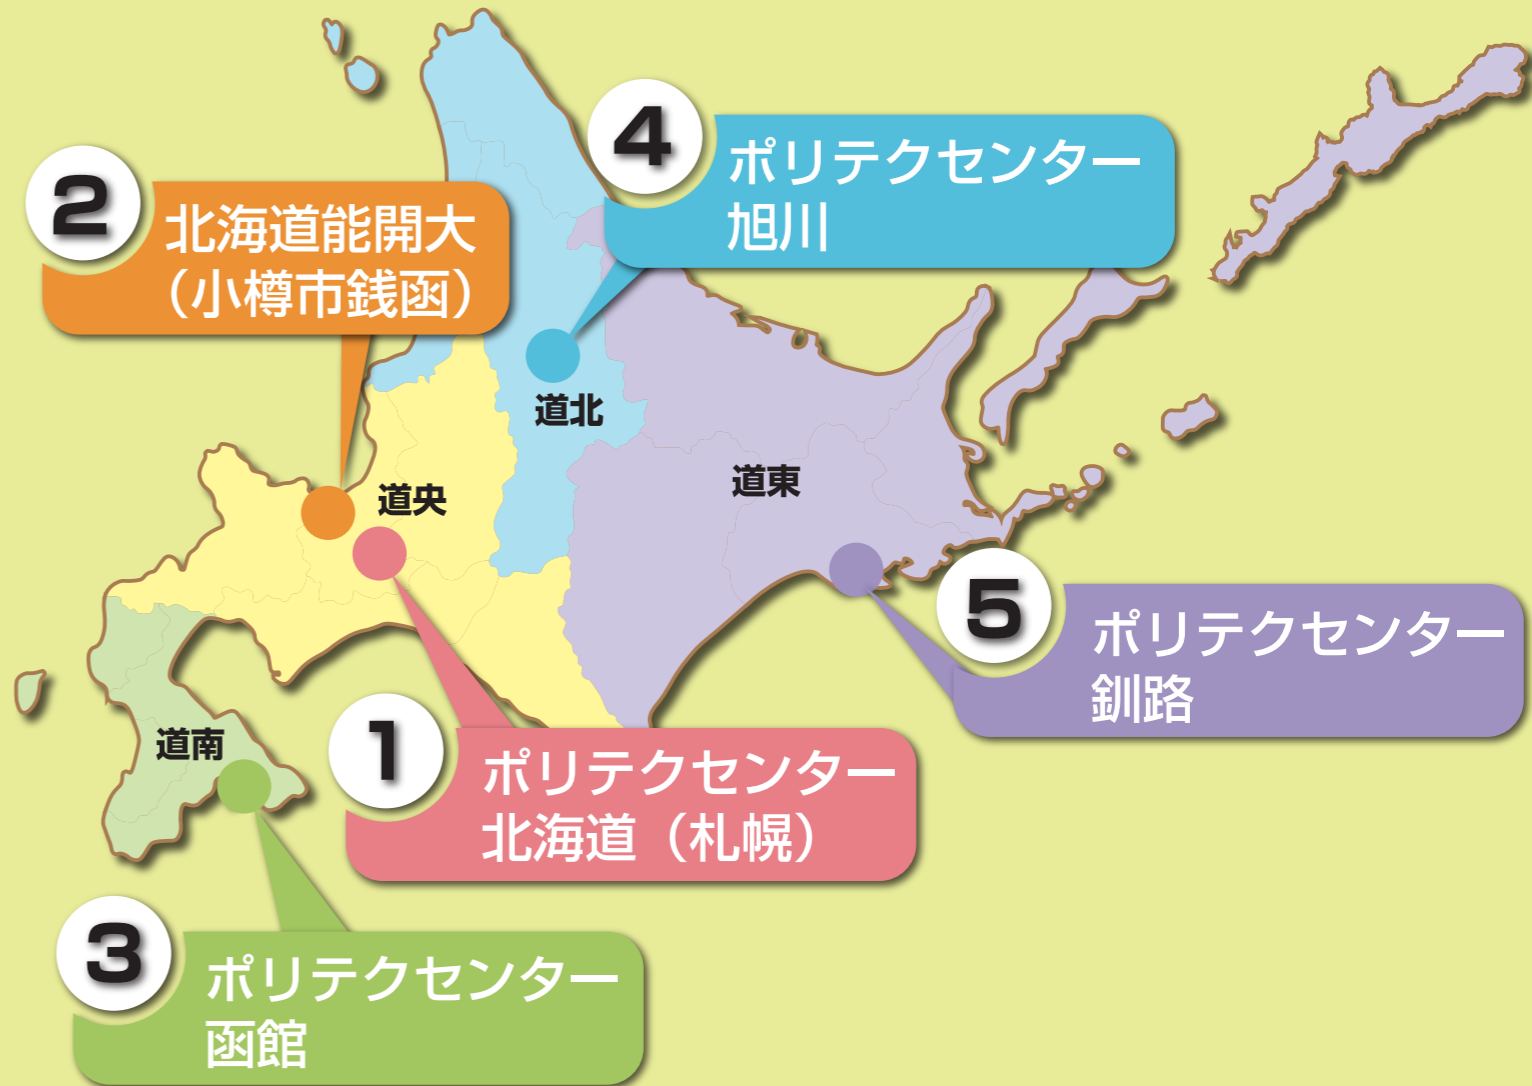 4
ポリテクセンター
旭川
2
北海道能開大
（小樽市銭函）
道北
道央
道東
5
ポリテクセンター
釧路
道南
1
ポリテクセンター
北海道（札幌）
3
ポリテクセンター
函館